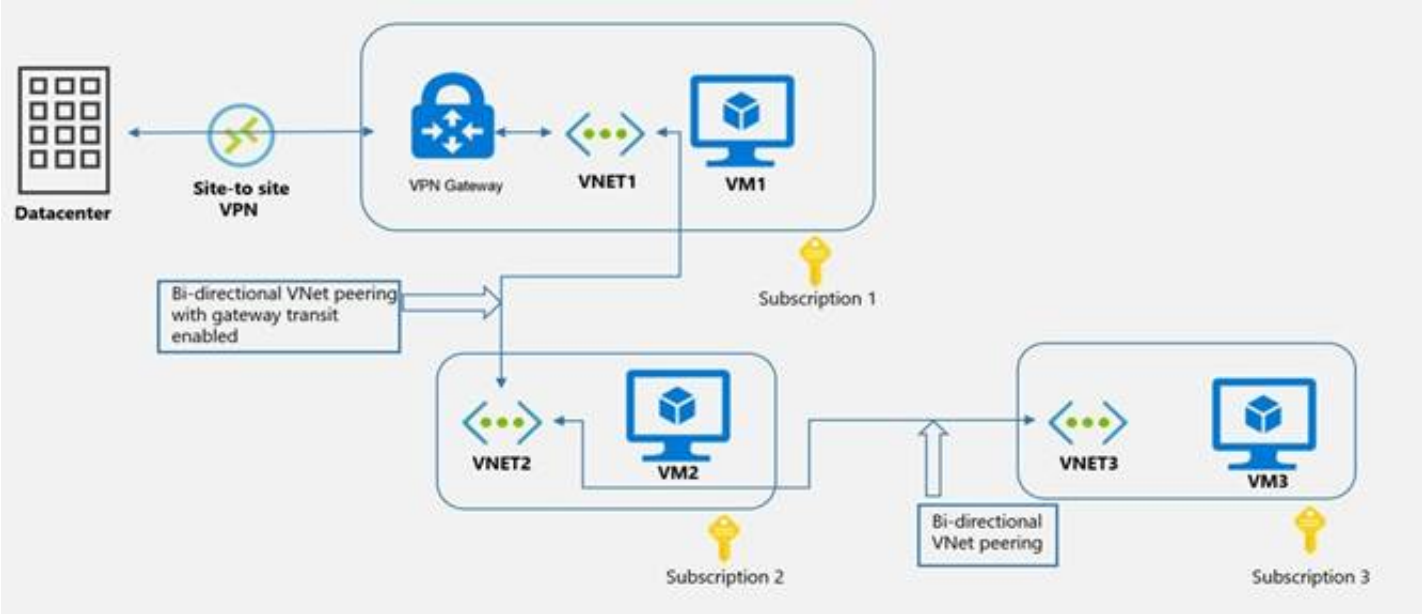 Datacenter
Site-to site
VPN
VPN Gateway
VNET1
VM1
Subscription 1
Bi-directional VNet peering
with gateway transit
enabled
VNET2
VM2
Subscription 2
Bi-directional
VNet peering
VNET3
VM3
Subscription 3